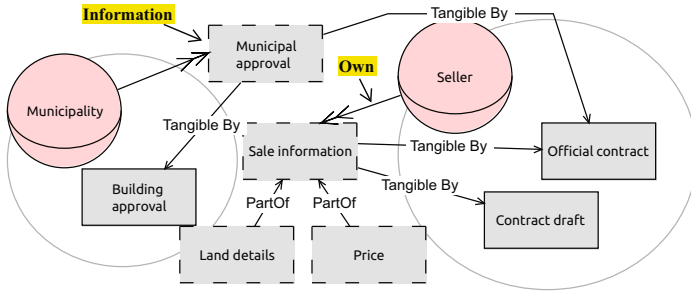 Information
Tangible By
Municipal
approval
Own
Seller
Municipality
Tangible By
Sale information
Tangible By
Official contract
Building
approval
Tangible By
PartOf
PartOf
Contract draft
Land details
Price